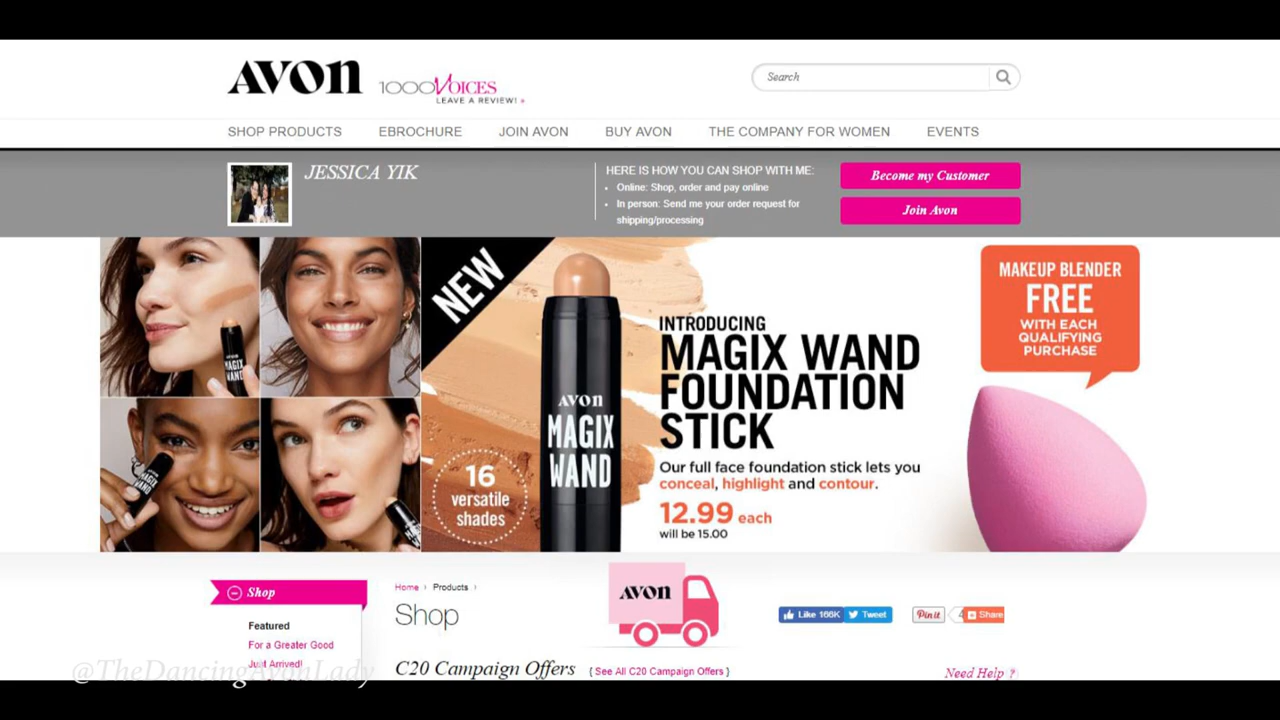 AVON
1000 VOICES
LEAVE A REVIEW! »
Search
SHOP PRODUCTS
EBROCHURE
JOIN AVON
BUY AVON
THE COMPANY FOR WOMEN
EVENTS
JESSICA YIK
HERE IS HOW YOU CAN SHOP WITH ME:
• Online: Shop, order and pay online
• In person: Send me your order request for
shipping/processing
Become my Customer
Join Avon
NEW
AVON
MAGIX
WAND
16
versatile
shades
AVON
MAGIX
WAND
INTRODUCING
MAGIX WAND
FOUNDATION
STICK
Our full face foundation stick lets you
conceal, highlight and contour.
12.99 each
will be 15.00
MAKEUP BLENDER
FREE
WITH EACH
QUALIFYING
PURCHASE
Shop
Featured
For a Greater Good
Just Arrived!
Home › Products ›
Shop
AVON
Like 166K
Tweet
Pin it
Share
C20 Campaign Offers
{ See All C20 Campaign Offers }
Need Help ?
@TheDancingAvonLady